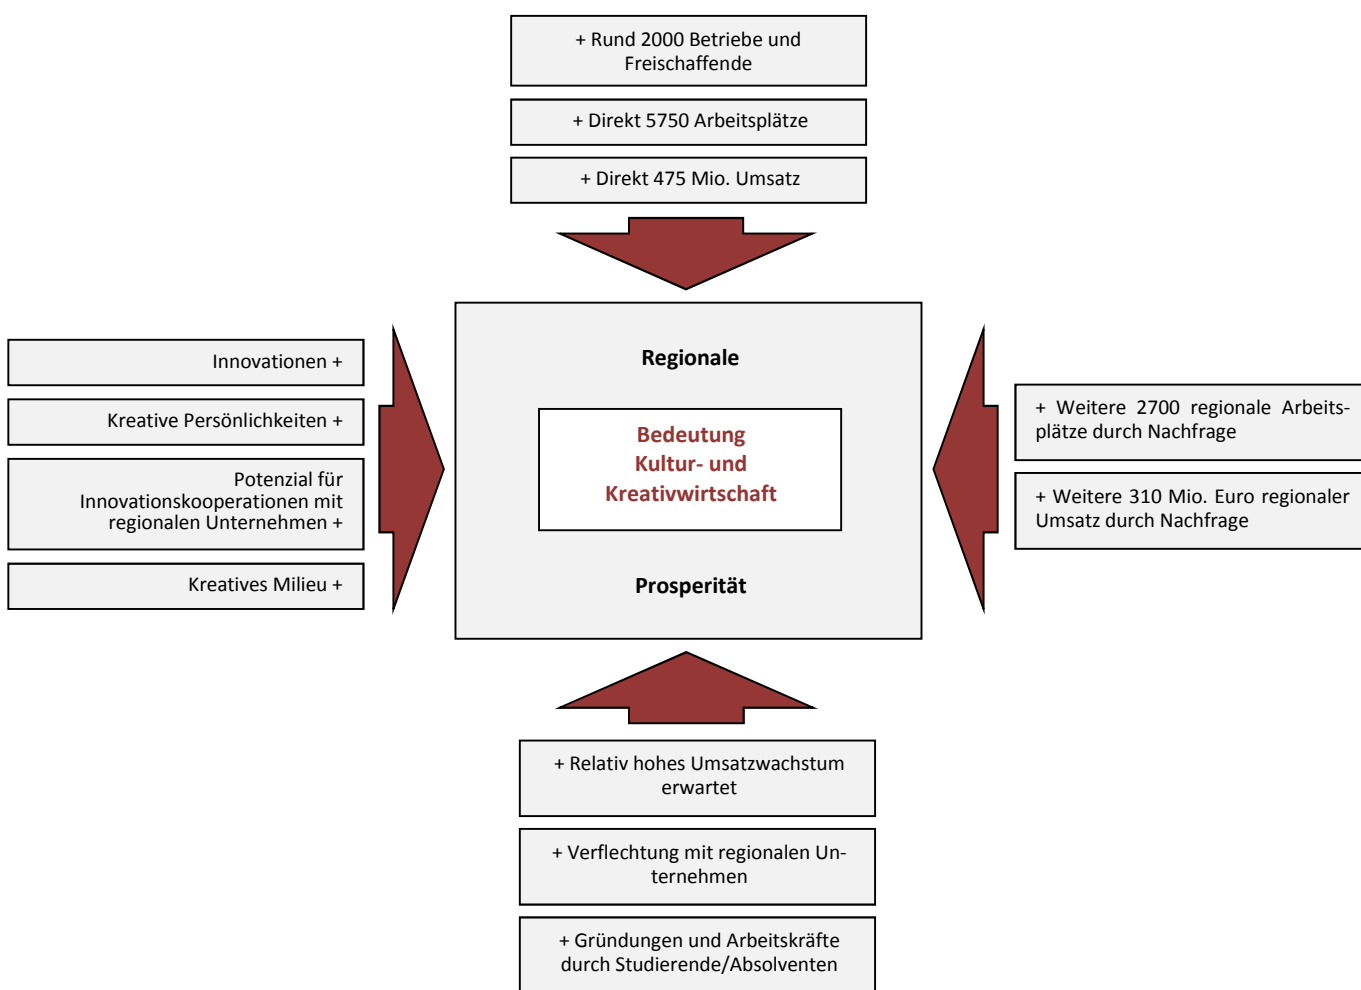 + Rund 2000 Betriebe und
Freischaffende
+ Direkt 5750 Arbeitsplätze
+ Direkt 475 Mio. Umsatz
Innovationen +
Kreative Persönlichkeiten +
Potenzial für
Innovationskooperationen mit
regionalen Unternehmen +
Kreatives Milieu +
Regionale
Bedeutung
Kultur- und
Kreativwirtschaft
Prosperität
+ Weitere 2700 regionale Arbeits-
plätze durch Nachfrage
+ Weitere 310 Mio. Euro regionaler
Umsatz durch Nachfrage
+ Relativ hohes Umsatzwachstum
erwartet
+ Verflechtung mit regionalen Un-
ternehmen
+ Gründungen und Arbeitskräfte
durch Studierende/Absolventen